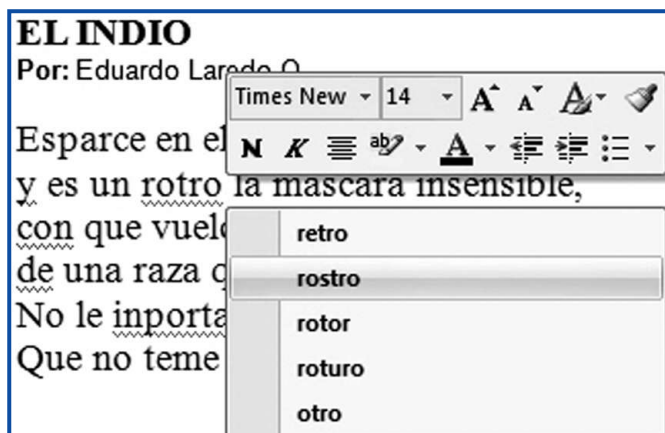 EL INDIO
Por: Eduardo Laredo Q
Times New 14
Esparce en el
N K
y es un rotro la mascara insensible,
con que vuel
retro
de una raza
rostro
No le inporta
rotor
Que no teme
roturo
otro